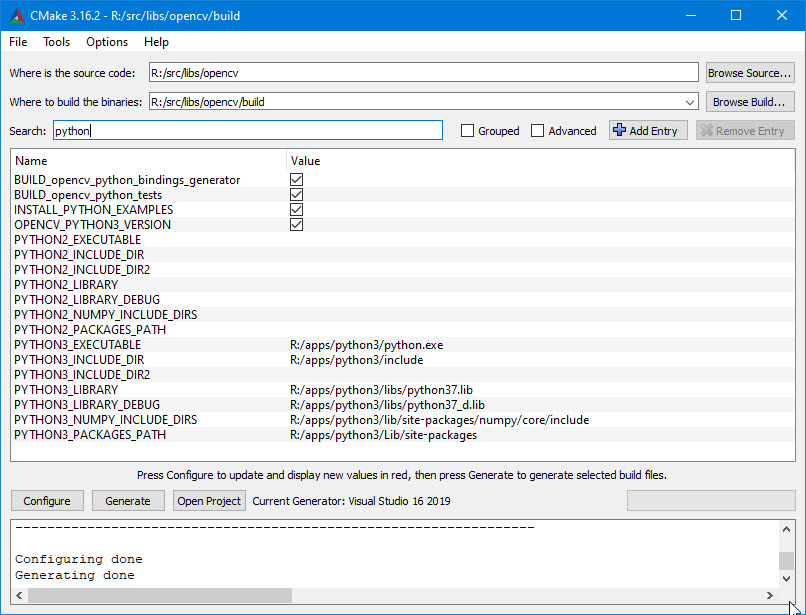 CMake 3.16.2 - R:/src/libs/opencv/build
File Tools Options Help
Where is the source code: R:/src/libs/opencv Browse Source...
Where to build the binaries: R:/src/libs/opencv/build Browse Build...
Search: python Grouped Advanced Add Entry Remove Entry
Name Value
BUILD_opencv_python_bindings_generator
BUILD_opencv_python_tests
INSTALL_PYTHON_EXAMPLES
OPENCV_PYTHON3_VERSION
PYTHON2_EXECUTABLE
PYTHON2_INCLUDE_DIR
PYTHON2_INCLUDE_DIR2
PYTHON2_LIBRARY
PYTHON2_LIBRARY_DEBUG
PYTHON2_NUMPY_INCLUDE_DIRS
PYTHON2_PACKAGES_PATH
PYTHON3_EXECUTABLE R:/apps/python3/python.exe
PYTHON3_INCLUDE_DIR R:/apps/python3/include
PYTHON3_INCLUDE_DIR2
PYTHON3_LIBRARY R:/apps/python3/libs/python37.lib
PYTHON3_LIBRARY_DEBUG R:/apps/python3/libs/python37_d.lib
PYTHON3_NUMPY_INCLUDE_DIRS R:/apps/python3/lib/site-packages/numpy/core/include
PYTHON3_PACKAGES_PATH R:/apps/python3/Lib/site-packages
Press Configure to update and display new values in red, then press Generate to generate selected build files.
Configure Generate Open Project Current Generator: Visual Studio 16 2019
-----------------------------------------------------------------
Configuring done
Generating done